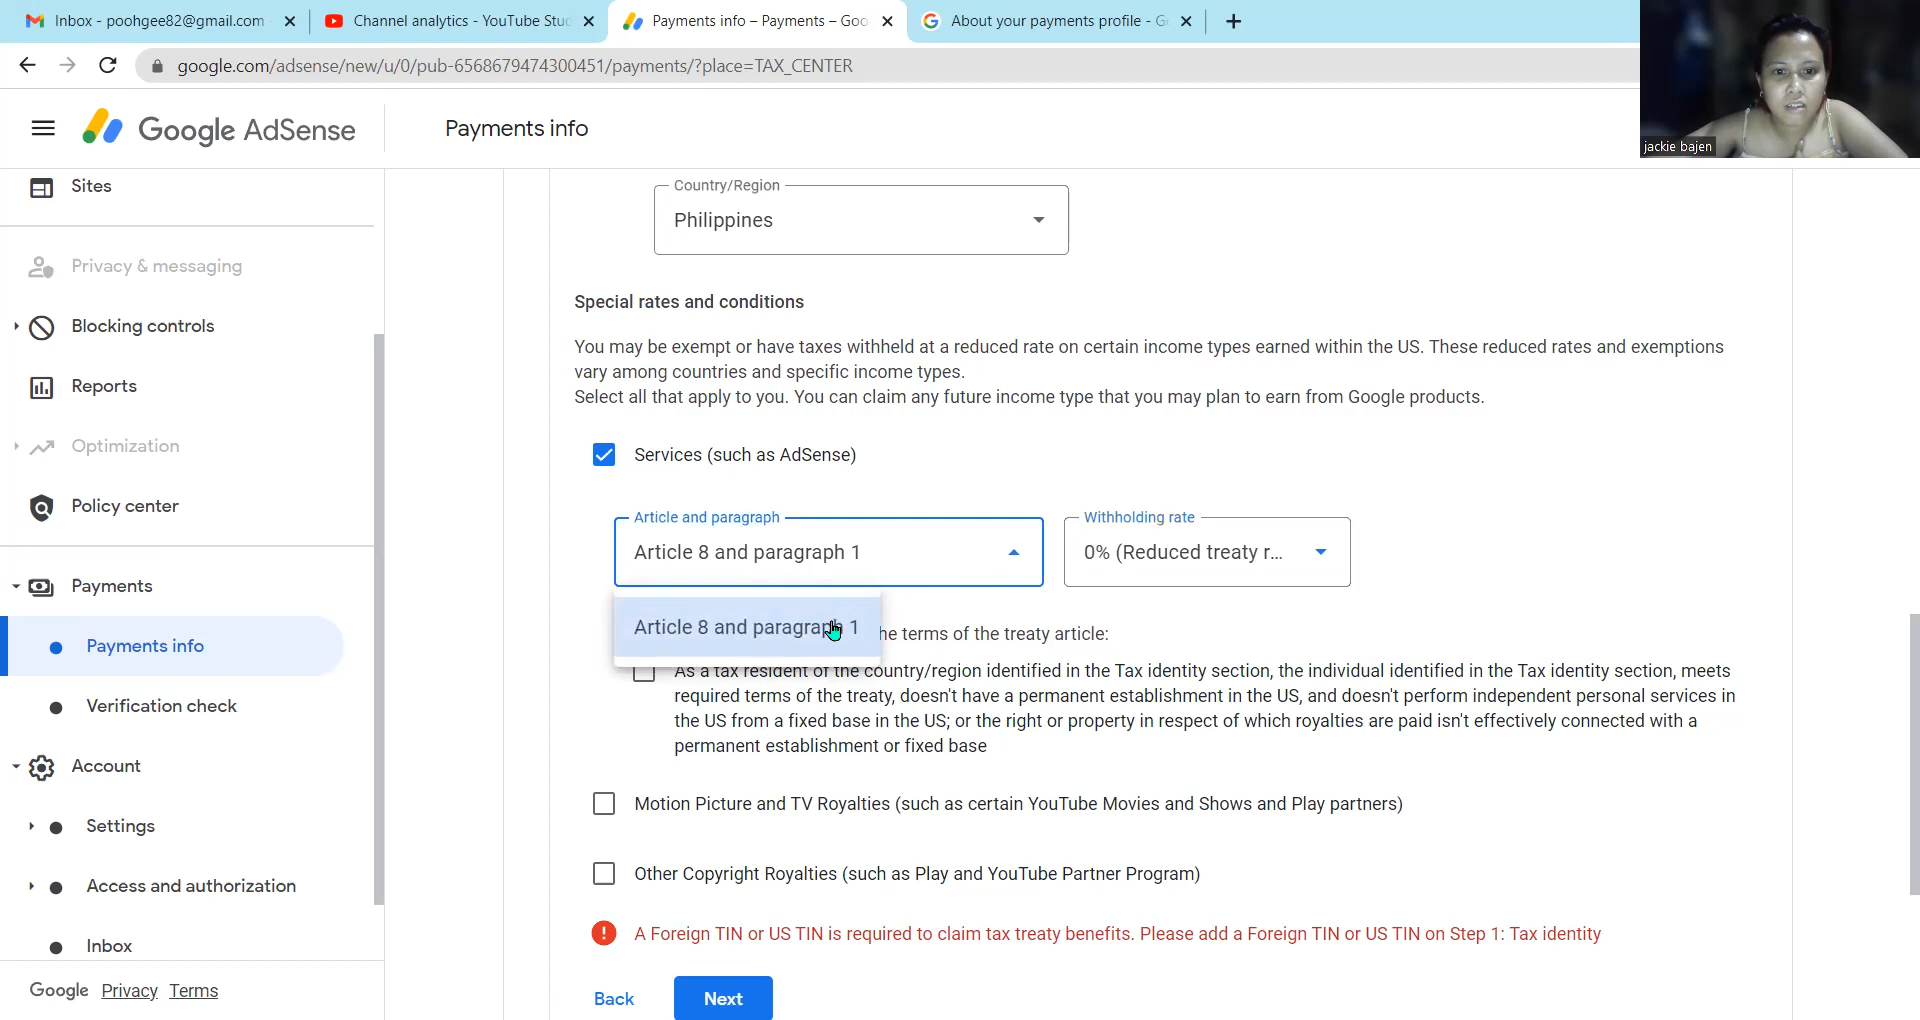 Inbox - poohgee82@gmail.com
Channel analytics - YouTube Stud
Payments info – Payments – Goo
About your payments profile - G
google.com/adsense/new/u/0/pub-6568679474300451/payments/?place=TAX_CENTER
jackie bajen
Google AdSense
Payments info
Sites
Privacy & messaging
Blocking controls
Reports
Optimization
Policy center
Payments
Payments info
Verification check
Account
Settings
Access and authorization
Inbox
Google Privacy Terms
Country/Region
Philippines
Special rates and conditions
You may be exempt or have taxes withheld at a reduced rate on certain income types earned within the US. These reduced rates and exemptions
vary among countries and specific income types.
Select all that apply to you. You can claim any future income type that you may plan to earn from Google products.
Services (such as AdSense)
Article and paragraph
Article 8 and paragraph 1
Withholding rate
0% (Reduced treaty r...
Article 8 and paragraph 1
he terms of the treaty article:
As a tax resident of the country/region identified in the Tax identity section, the individual identified in the Tax identity section, meets
required terms of the treaty, doesn't have a permanent establishment in the US, and doesn't perform independent personal services in
the US from a fixed base in the US; or the right or property in respect of which royalties are paid isn't effectively connected with a
permanent establishment or fixed base
Motion Picture and TV Royalties (such as certain YouTube Movies and Shows and Play partners)
Other Copyright Royalties (such as Play and YouTube Partner Program)
A Foreign TIN or US TIN is required to claim tax treaty benefits. Please add a Foreign TIN or US TIN on Step 1: Tax identity
Back
Next